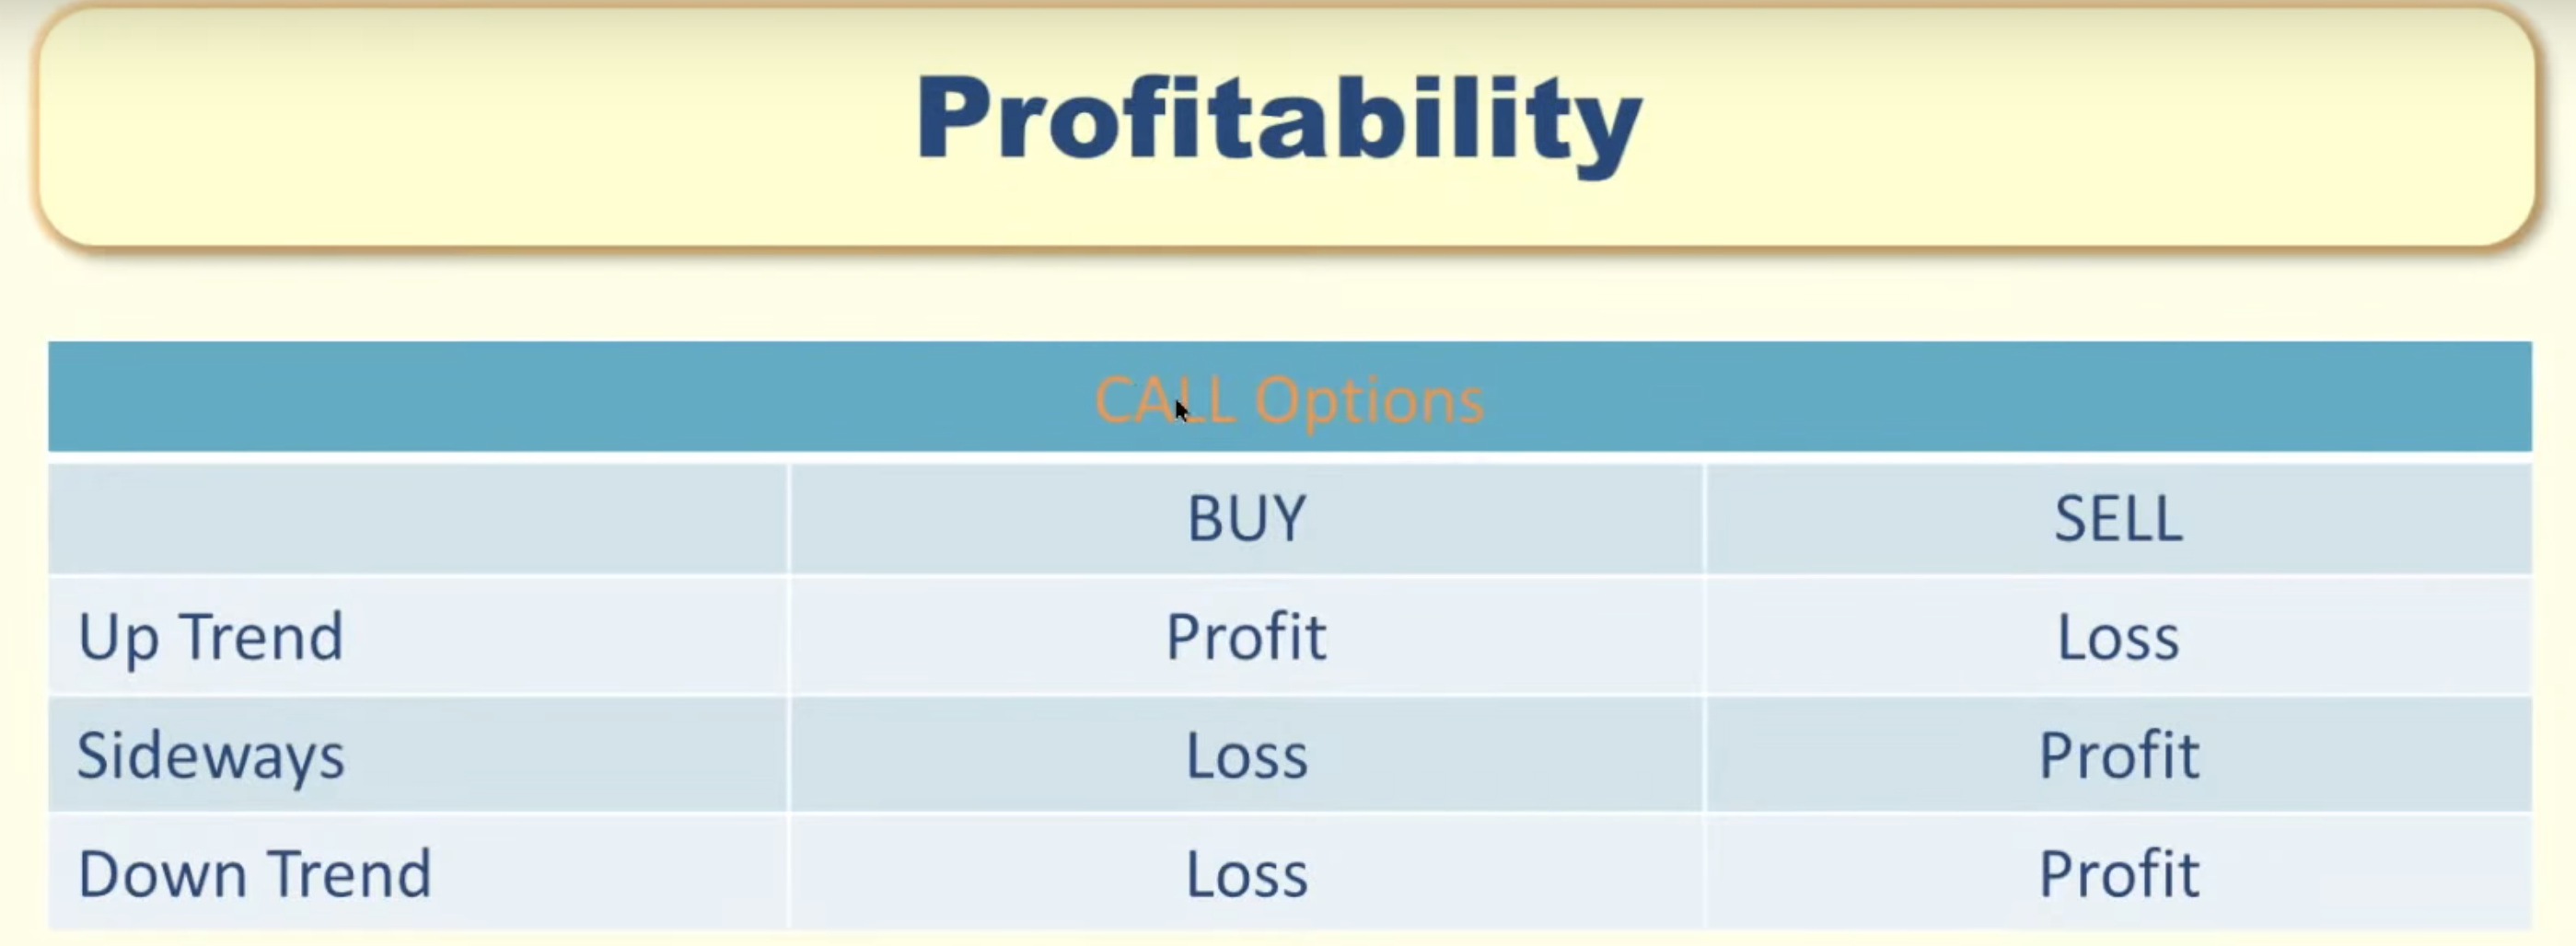 Profitability
CALL Options
BUY SELL
Up Trend Profit Loss
Sideways Loss Profit
Down Trend Loss Profit